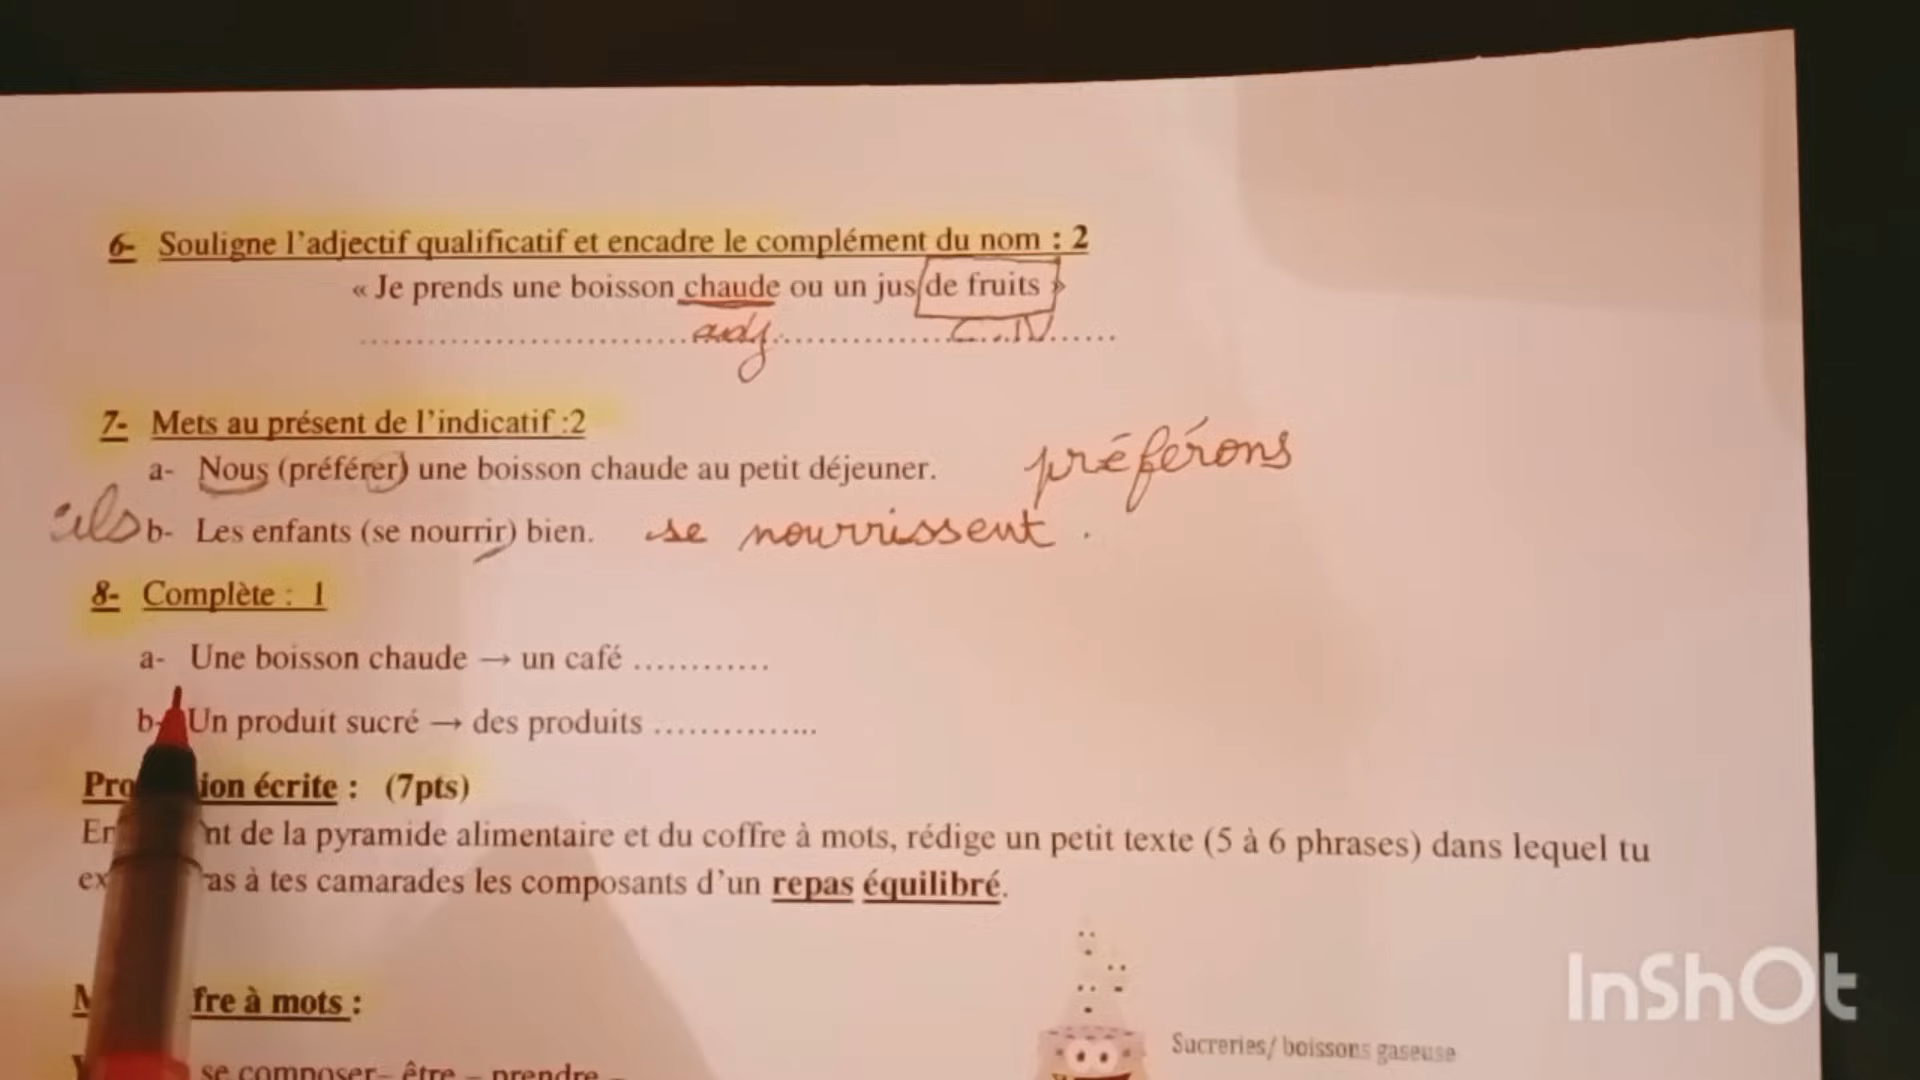 6- Souligne l'adjectif qualificatif et encadre le complément du nom : 2
« Je prends une boisson chaude ou un jus de fruits »
........................adj............C.N......
7- Mets au présent de l'indicatif :2
a- Nous (préférer) une boisson chaude au petit déjeuner. préférons
ils b- Les enfants (se nourrir) bien. se nourrissent .
8- Complète : 1
a- Une boisson chaude → un café ............
b- Un produit sucré → des produits ...............
ion écrite : (7pts)
nt de la pyramide alimentaire et du coffre à mots, rédige un petit texte (5 à 6 phrases) dans lequel tu
as à tes camarades les composants d'un repas équilibré.
fre à mots :
Sucreries/ boissons gaseuse
se composer– être – prendre –
InShOt